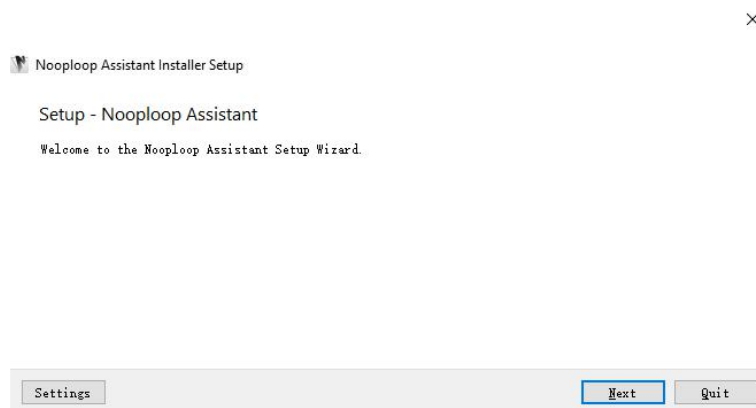 Nooploop Assistant Installer Setup
Setup - Nooploop Assistant
Welcome to the Nooploop Assistant Setup Wizard.
Settings
Next
Quit